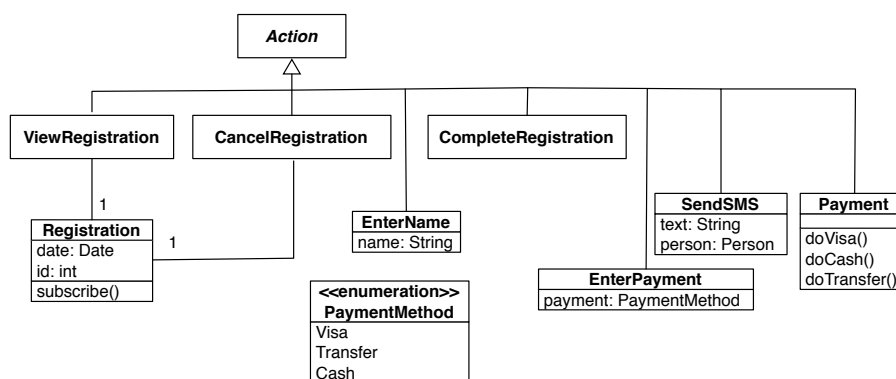 Action
ViewRegistration
CancelRegistration
CompleteRegistration
1
Registration
date: Date
id: int
subscribe()
1
EnterName
name: String
SendSMS
text: String
person: Person
Payment
doVisa()
doCash()
doTransfer()
EnterPayment
payment: PaymentMethod
<<enumeration>>
PaymentMethod
Visa
Transfer
Cash